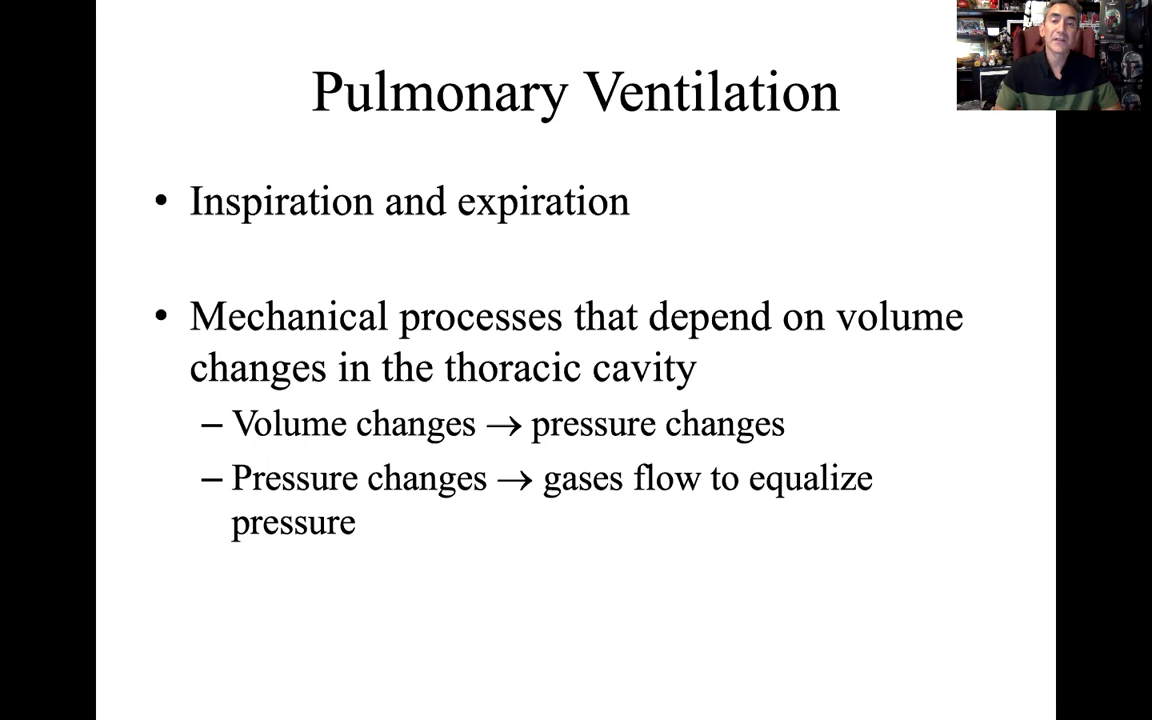 Pulmonary Ventilation
• Inspiration and expiration
• Mechanical processes that depend on volume
changes in the thoracic cavity
– Volume changes → pressure changes
– Pressure changes → gases flow to equalize
pressure